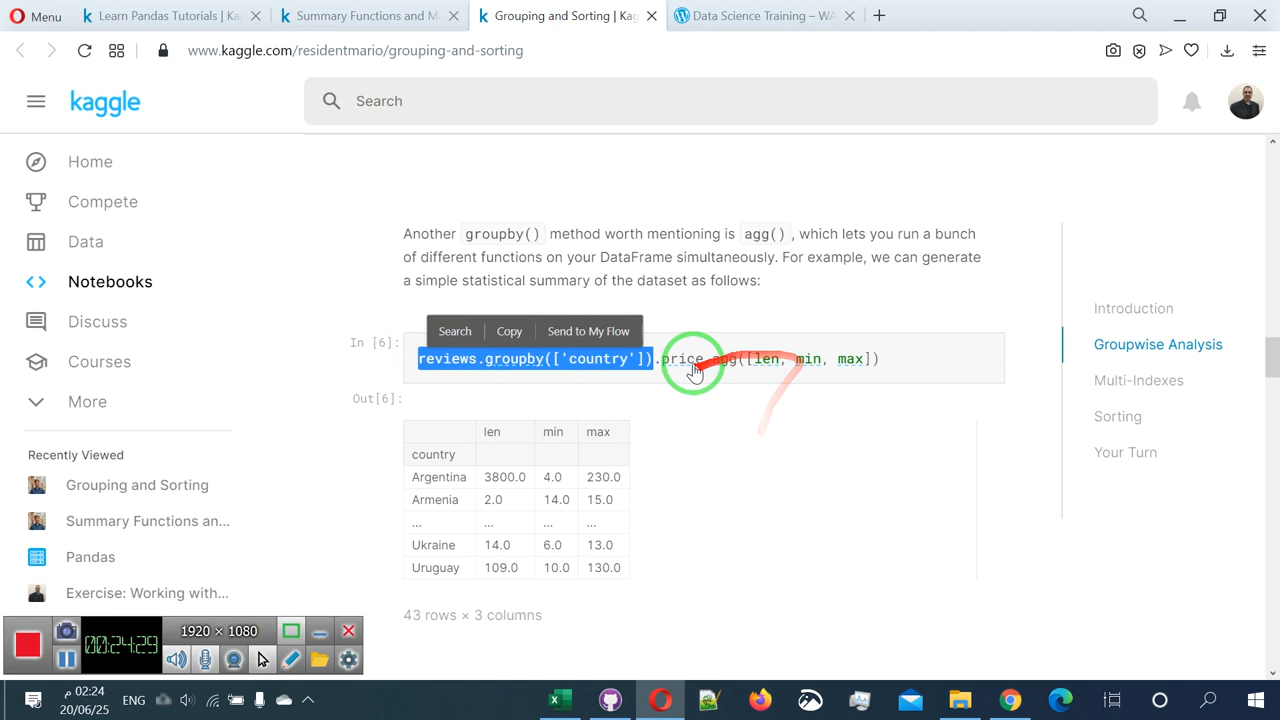 Menu
Learn Pandas Tutorials | Ka
Summary Functions and M
Grouping and Sorting | Kag
Data Science Training – WA
www.kaggle.com/residentmario/grouping-and-sorting
kaggle
Search
Home
Compete
Data
Notebooks
Discuss
Courses
More
Recently Viewed
Grouping and Sorting
Summary Functions an...
Pandas
Exercise: Working with...
Another groupby() method worth mentioning is agg(), which lets you run a bunch
of different functions on your DataFrame simultaneously. For example, we can generate
a simple statistical summary of the dataset as follows:
Search Copy Send to My Flow
In [6]:
reviews.groupby(['country']).price.agg([len, min, max])
Out[6]:
len min max
country
Argentina 3800.0 4.0 230.0
Armenia 2.0 14.0 15.0
... ... ... ...
Ukraine 14.0 6.0 13.0
Uruguay 109.0 10.0 130.0
43 rows × 3 columns
Introduction
Groupwise Analysis
Multi-Indexes
Sorting
Your Turn
00:24:29
1920 × 1080
02:24 م
20/06/25
ENG